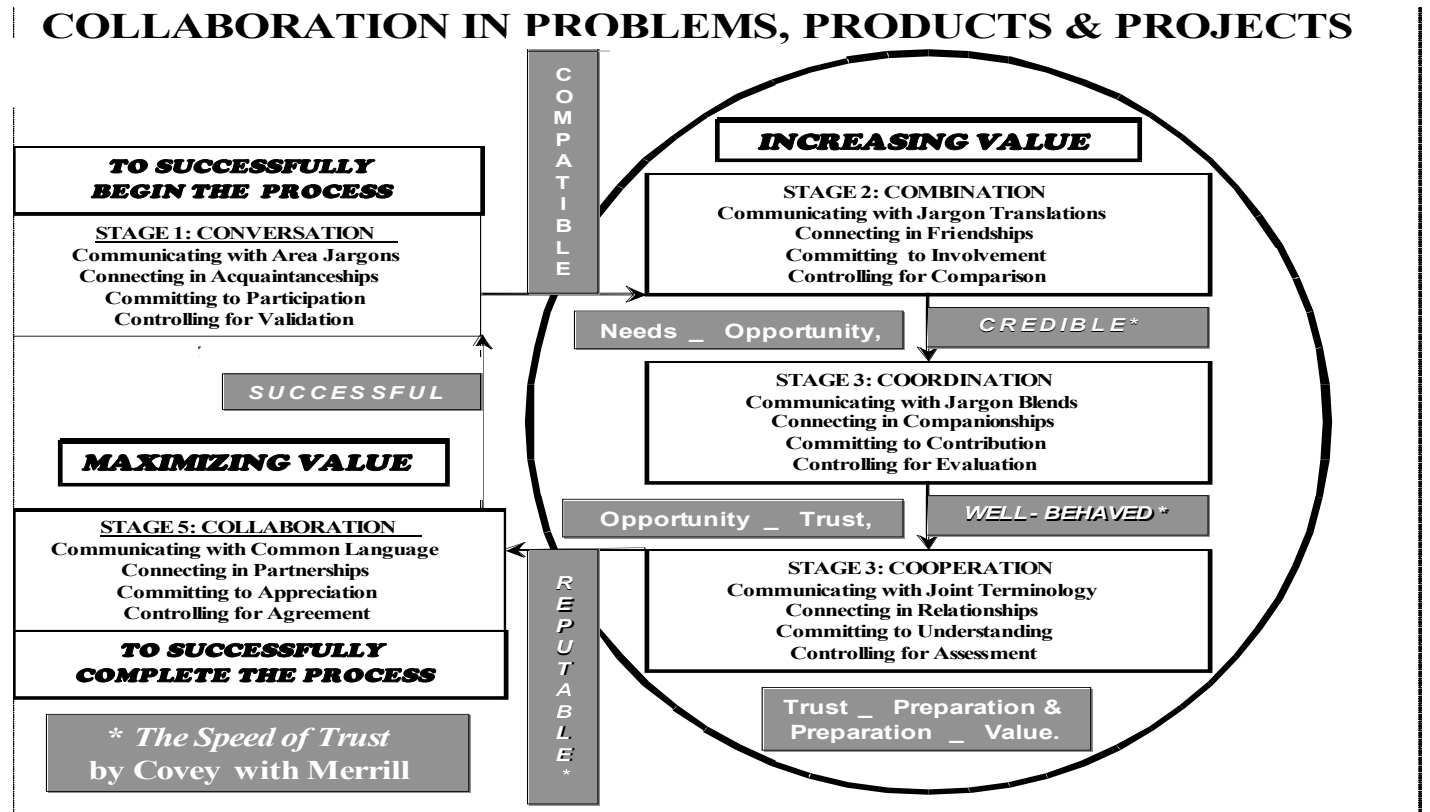 COLLABORATION IN PROBLEMS, PRODUCTS & PROJECTS
TO SUCCESSFULLY
BEGIN THE PROCESS
STAGE 1: CONVERSATION
Communicating with Area Jargons
Connecting in Acquaintanceships
Committing to Participation
Controlling for Validation
COMPATIBLE
INCREASING VALUE
STAGE 2: COMBINATION
Communicating with Jargon Translations
Connecting in Friendships
Committing to Involvement
Controlling for Comparison
Needs _ Opportunity,
CREDIBLE*
STAGE 3: COORDINATION
Communicating with Jargon Blends
Connecting in Companionships
Committing to Contribution
Controlling for Evaluation
Opportunity _ Trust,
WELL- BEHAVED*
STAGE 3: COOPERATION
Communicating with Joint Terminology
Connecting in Relationships
Committing to Understanding
Controlling for Assessment
Trust _ Preparation &
Preparation _ Value.
REPUTABLE*
SUCCESSFUL
MAXIMIZING VALUE
STAGE 5: COLLABORATION
Communicating with Common Language
Connecting in Partnerships
Committing to Appreciation
Controlling for Agreement
TO SUCCESSFULLY
COMPLETE THE PROCESS
* The Speed of Trust
by Covey with Merrill